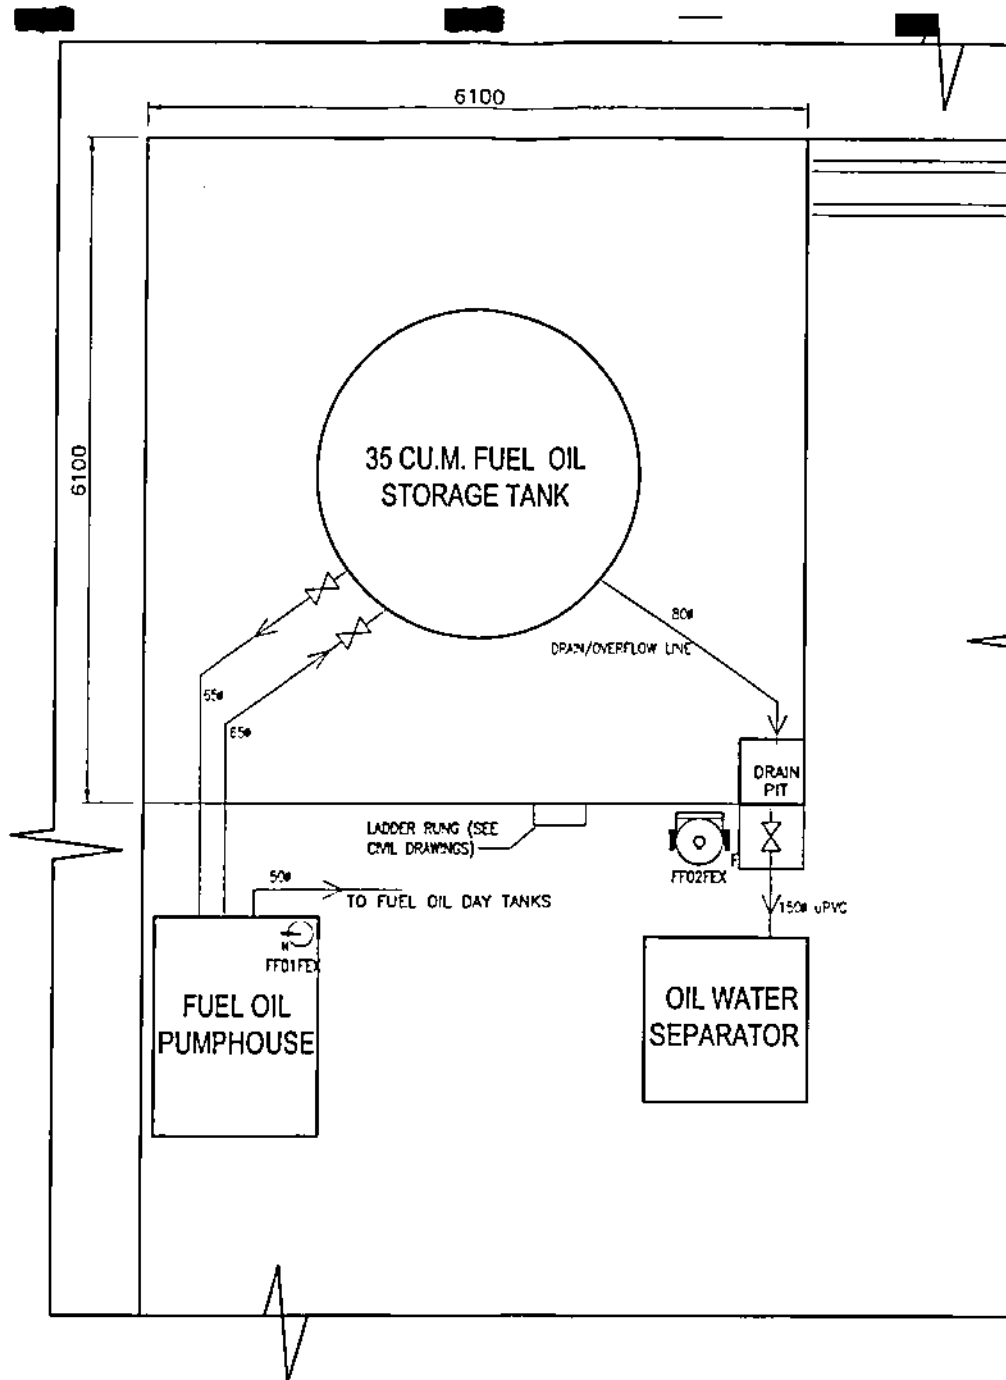 6100
6100
35 CU.M. FUEL OIL
STORAGE TANK
80ø
DRAIN/OVERFLOW LINE
65ø
65ø
DRAIN
PIT
LADDER RUNG (SEE
CIVIL DRAWINGS)
FF02FEX
F
50ø
TO FUEL OIL DAY TANKS
150ø uPVC
H
FF01FEX
FUEL OIL
PUMPHOUSE
OIL WATER
SEPARATOR